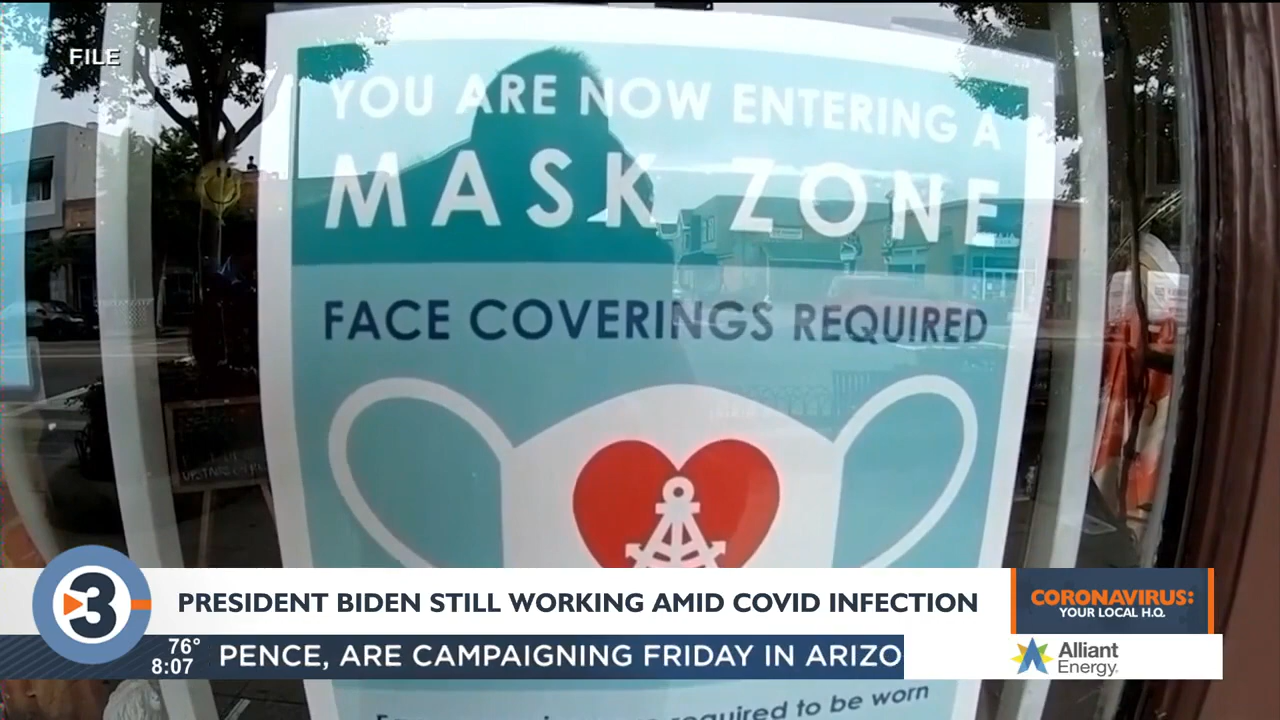 FILE
YOU ARE NOW ENTERING A
MASK ZONE
FACE COVERINGS REQUIRED
3
PRESIDENT BIDEN STILL WORKING AMID COVID INFECTION
CORONAVIRUS:
YOUR LOCAL H.Q.
76°
8:07
PENCE, ARE CAMPAIGNING FRIDAY IN ARIZO
Alliant
Energy
required to be worn